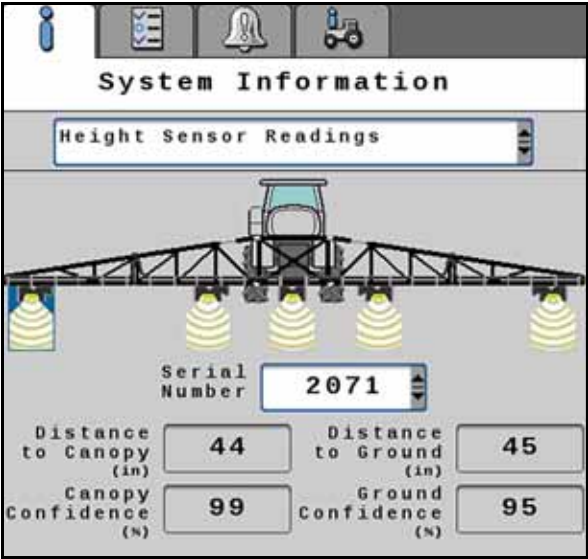 System Information
Height Sensor Readings
Serial
Number
2071
Distance
to Canopy
(in)
44
Distance
to Ground
(in)
45
Canopy
Confidence
(%)
99
Ground
Confidence
(%)
95